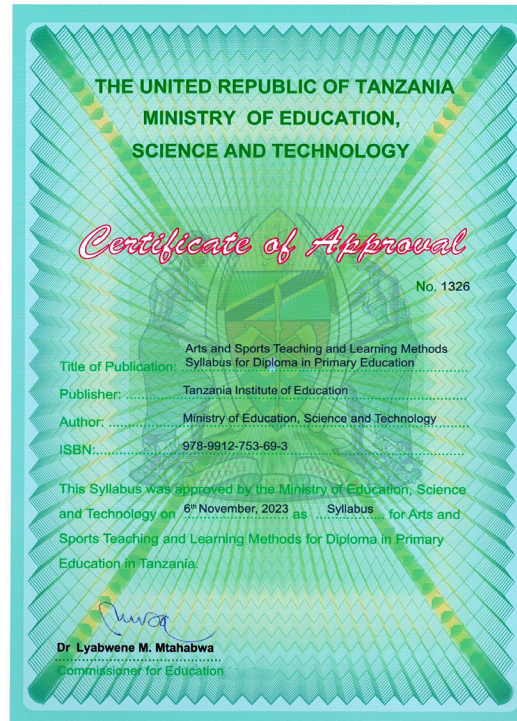 THE UNITED REPUBLIC OF TANZANIA
MINISTRY OF EDUCATION,
SCIENCE AND TECHNOLOGY
Certificate of Approval
No. 1326
Arts and Sports Teaching and Learning Methods
Title of Publication: Syllabus for Diploma in Primary Education
Publisher: Tanzania Institute of Education
Author: Ministry of Education, Science and Technology
ISBN: 978-9912-753-69-3
This Syllabus was approved by the Ministry of Education, Science
and Technology on 6th November, 2023 as Syllabus for Arts and
Sports Teaching and Learning Methods for Diploma in Primary
Education in Tanzania.
Dr Lyabwene M. Mtahabwa
Commissioner for Education